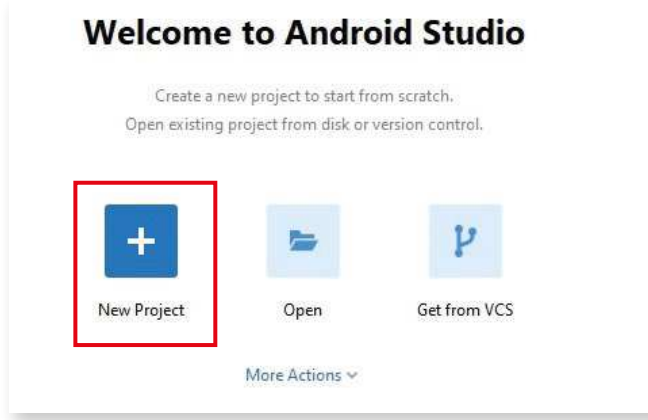 Welcome to Android Studio
Create a new project to start from scratch.
Open existing project from disk or version control.
New Project
Open
Get from VCS
More Actions